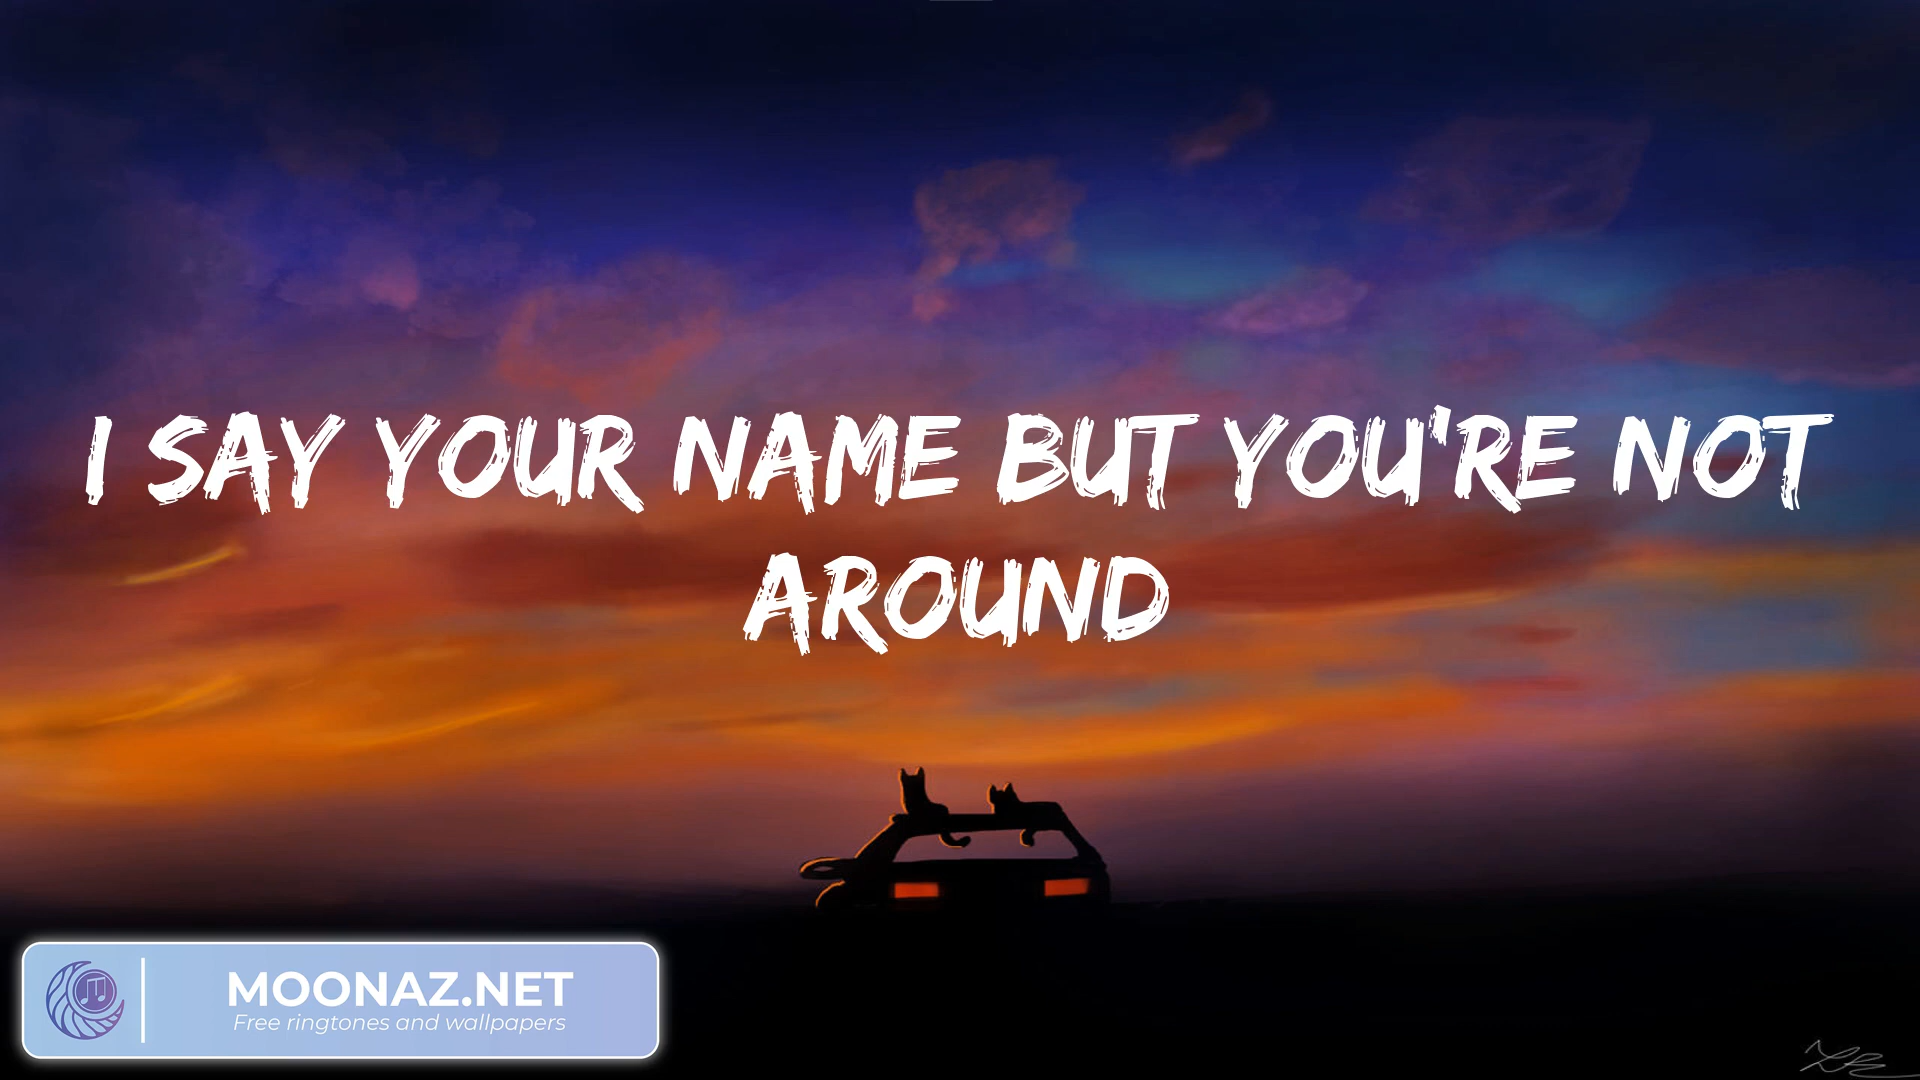 I SAY YOUR NAME BUT YOU'RE NOT
AROUND
MOONAZ.NET
Free ringtones and wallpapers